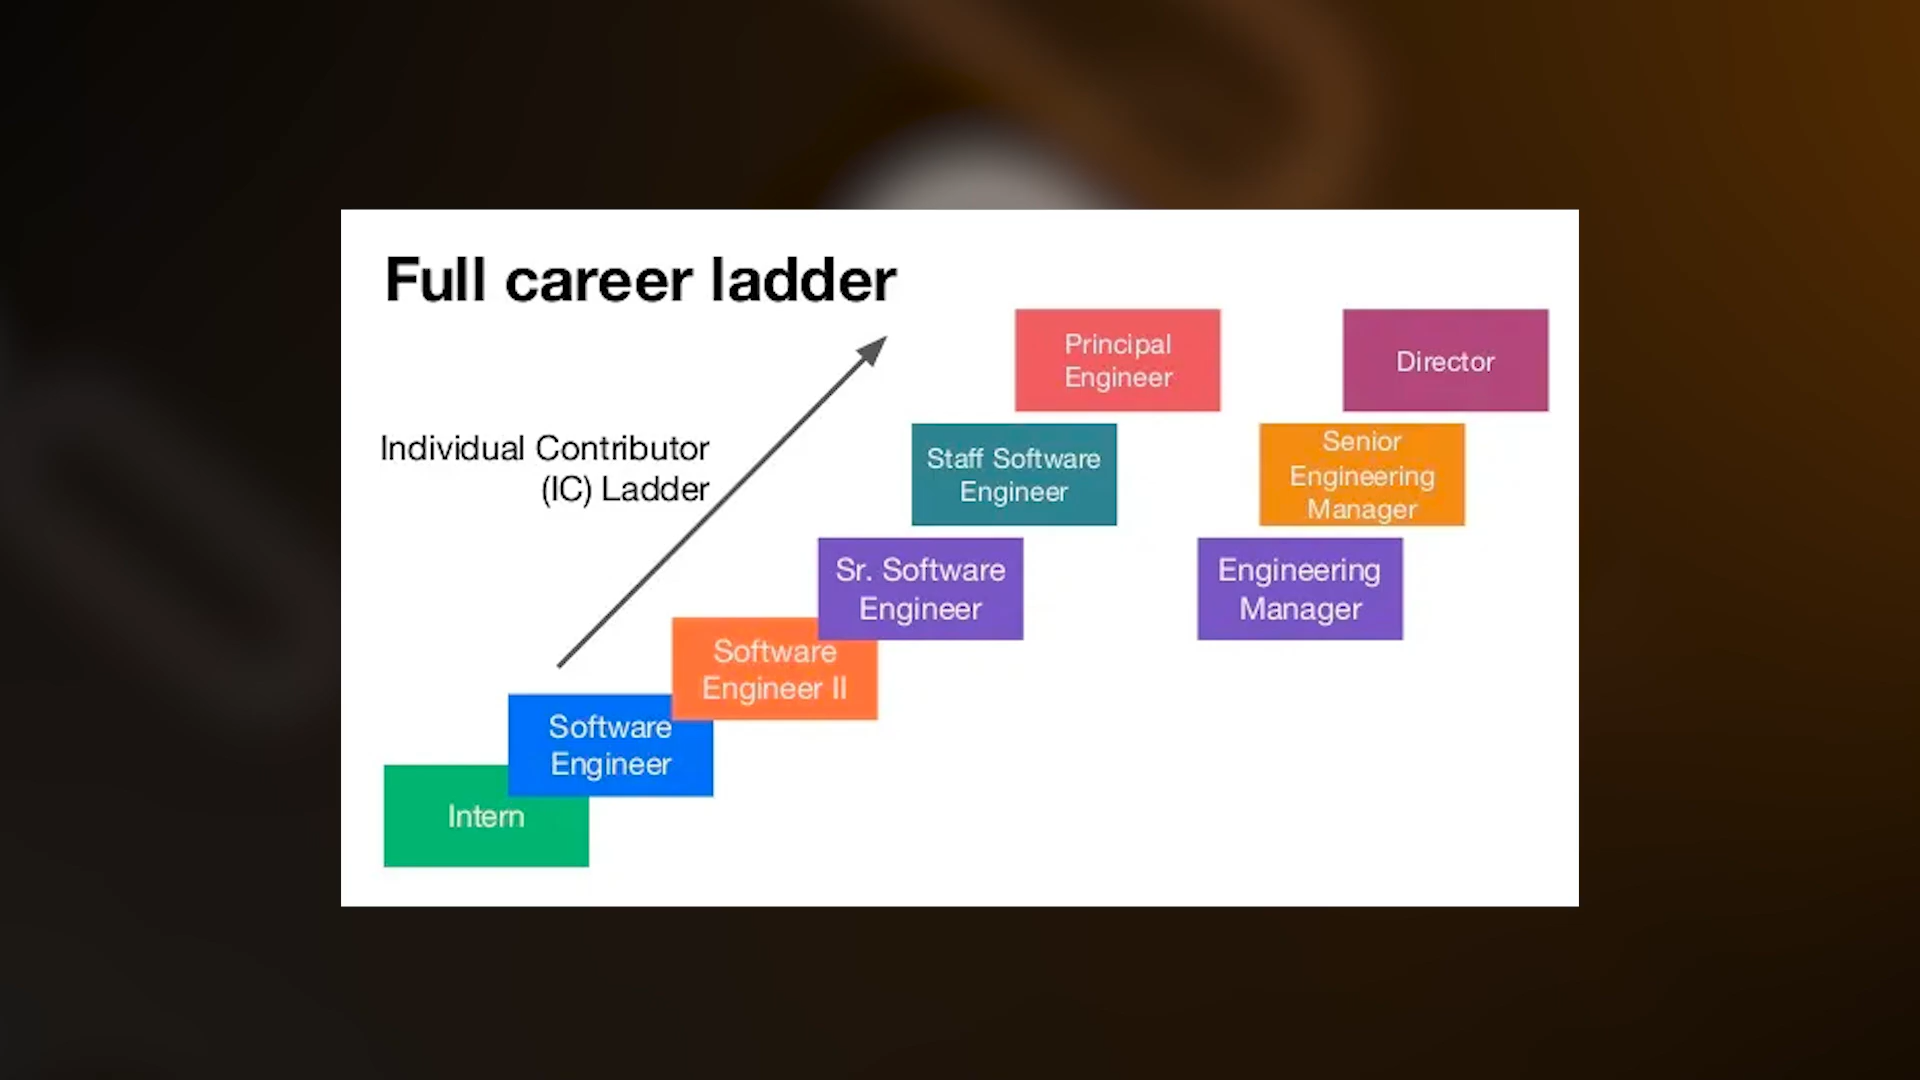 Full career ladder
Individual Contributor
(IC) Ladder
Principal
Engineer
Director
Staff Software
Engineer
Senior
Engineering
Manager
Sr. Software
Engineer
Engineering
Manager
Software
Engineer II
Software
Engineer
Intern